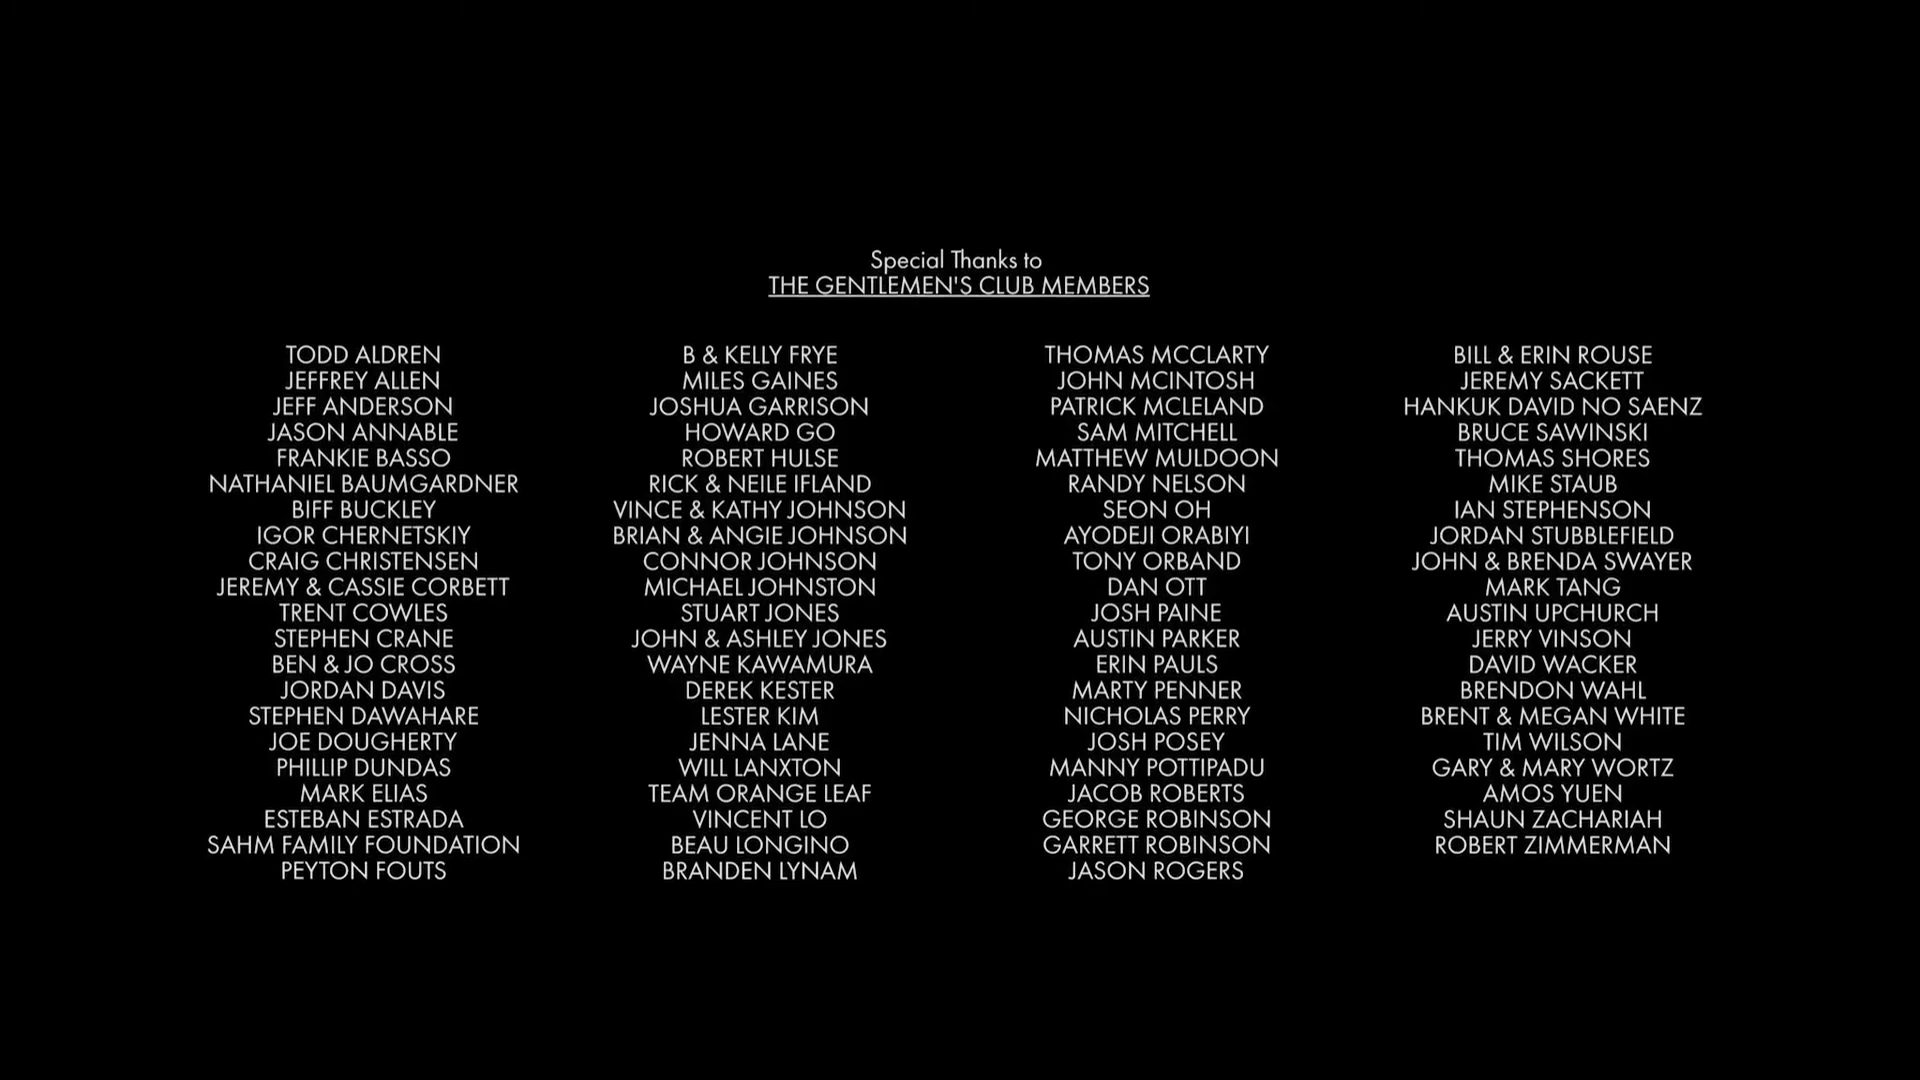 Special Thanks to
THE GENTLEMEN'S CLUB MEMBERS
TODD ALDREN
JEFFREY ALLEN
JEFF ANDERSON
JASON ANNABLE
FRANKIE BASSO
NATHANIEL BAUMGARDNER
BIFF BUCKLEY
IGOR CHERNETSKIY
CRAIG CHRISTENSEN
JEREMY & CASSIE CORBETT
TRENT COWLES
STEPHEN CRANE
BEN & JO CROSS
JORDAN DAVIS
STEPHEN DAWAHARE
JOE DOUGHERTY
PHILLIP DUNDAS
MARK ELIAS
ESTEBAN ESTRADA
SAHM FAMILY FOUNDATION
PEYTON FOUTS
B & KELLY FRYE
MILES GAINES
JOSHUA GARRISON
HOWARD GO
ROBERT HULSE
RICK & NEILE IFLAND
VINCE & KATHY JOHNSON
BRIAN & ANGIE JOHNSON
CONNOR JOHNSON
MICHAEL JOHNSTON
STUART JONES
JOHN & ASHLEY JONES
WAYNE KAWAMURA
DEREK KESTER
LESTER KIM
JENNA LANE
WILL LANXTON
TEAM ORANGE LEAF
VINCENT LO
BEAU LONGINO
BRANDEN LYNAM
THOMAS MCCLARTY
JOHN MCINTOSH
PATRICK MCLELAND
SAM MITCHELL
MATTHEW MULDOON
RANDY NELSON
SEON OH
AYODEJI ORABIYI
TONY ORBAND
DAN OTT
JOSH PAINE
AUSTIN PARKER
ERIN PAULS
MARTY PENNER
NICHOLAS PERRY
JOSH POSEY
MANNY POTTIPADU
JACOB ROBERTS
GEORGE ROBINSON
GARRETT ROBINSON
JASON ROGERS
BILL & ERIN ROUSE
JEREMY SACKETT
HANKUK DAVID NO SAENZ
BRUCE SAWINSKI
THOMAS SHORES
MIKE STAUB
IAN STEPHENSON
JORDAN STUBBLEFIELD
JOHN & BRENDA SWAYER
MARK TANG
AUSTIN UPCHURCH
JERRY VINSON
DAVID WACKER
BRENDON WAHL
BRENT & MEGAN WHITE
TIM WILSON
GARY & MARY WORTZ
AMOS YUEN
SHAUN ZACHARIAH
ROBERT ZIMMERMAN